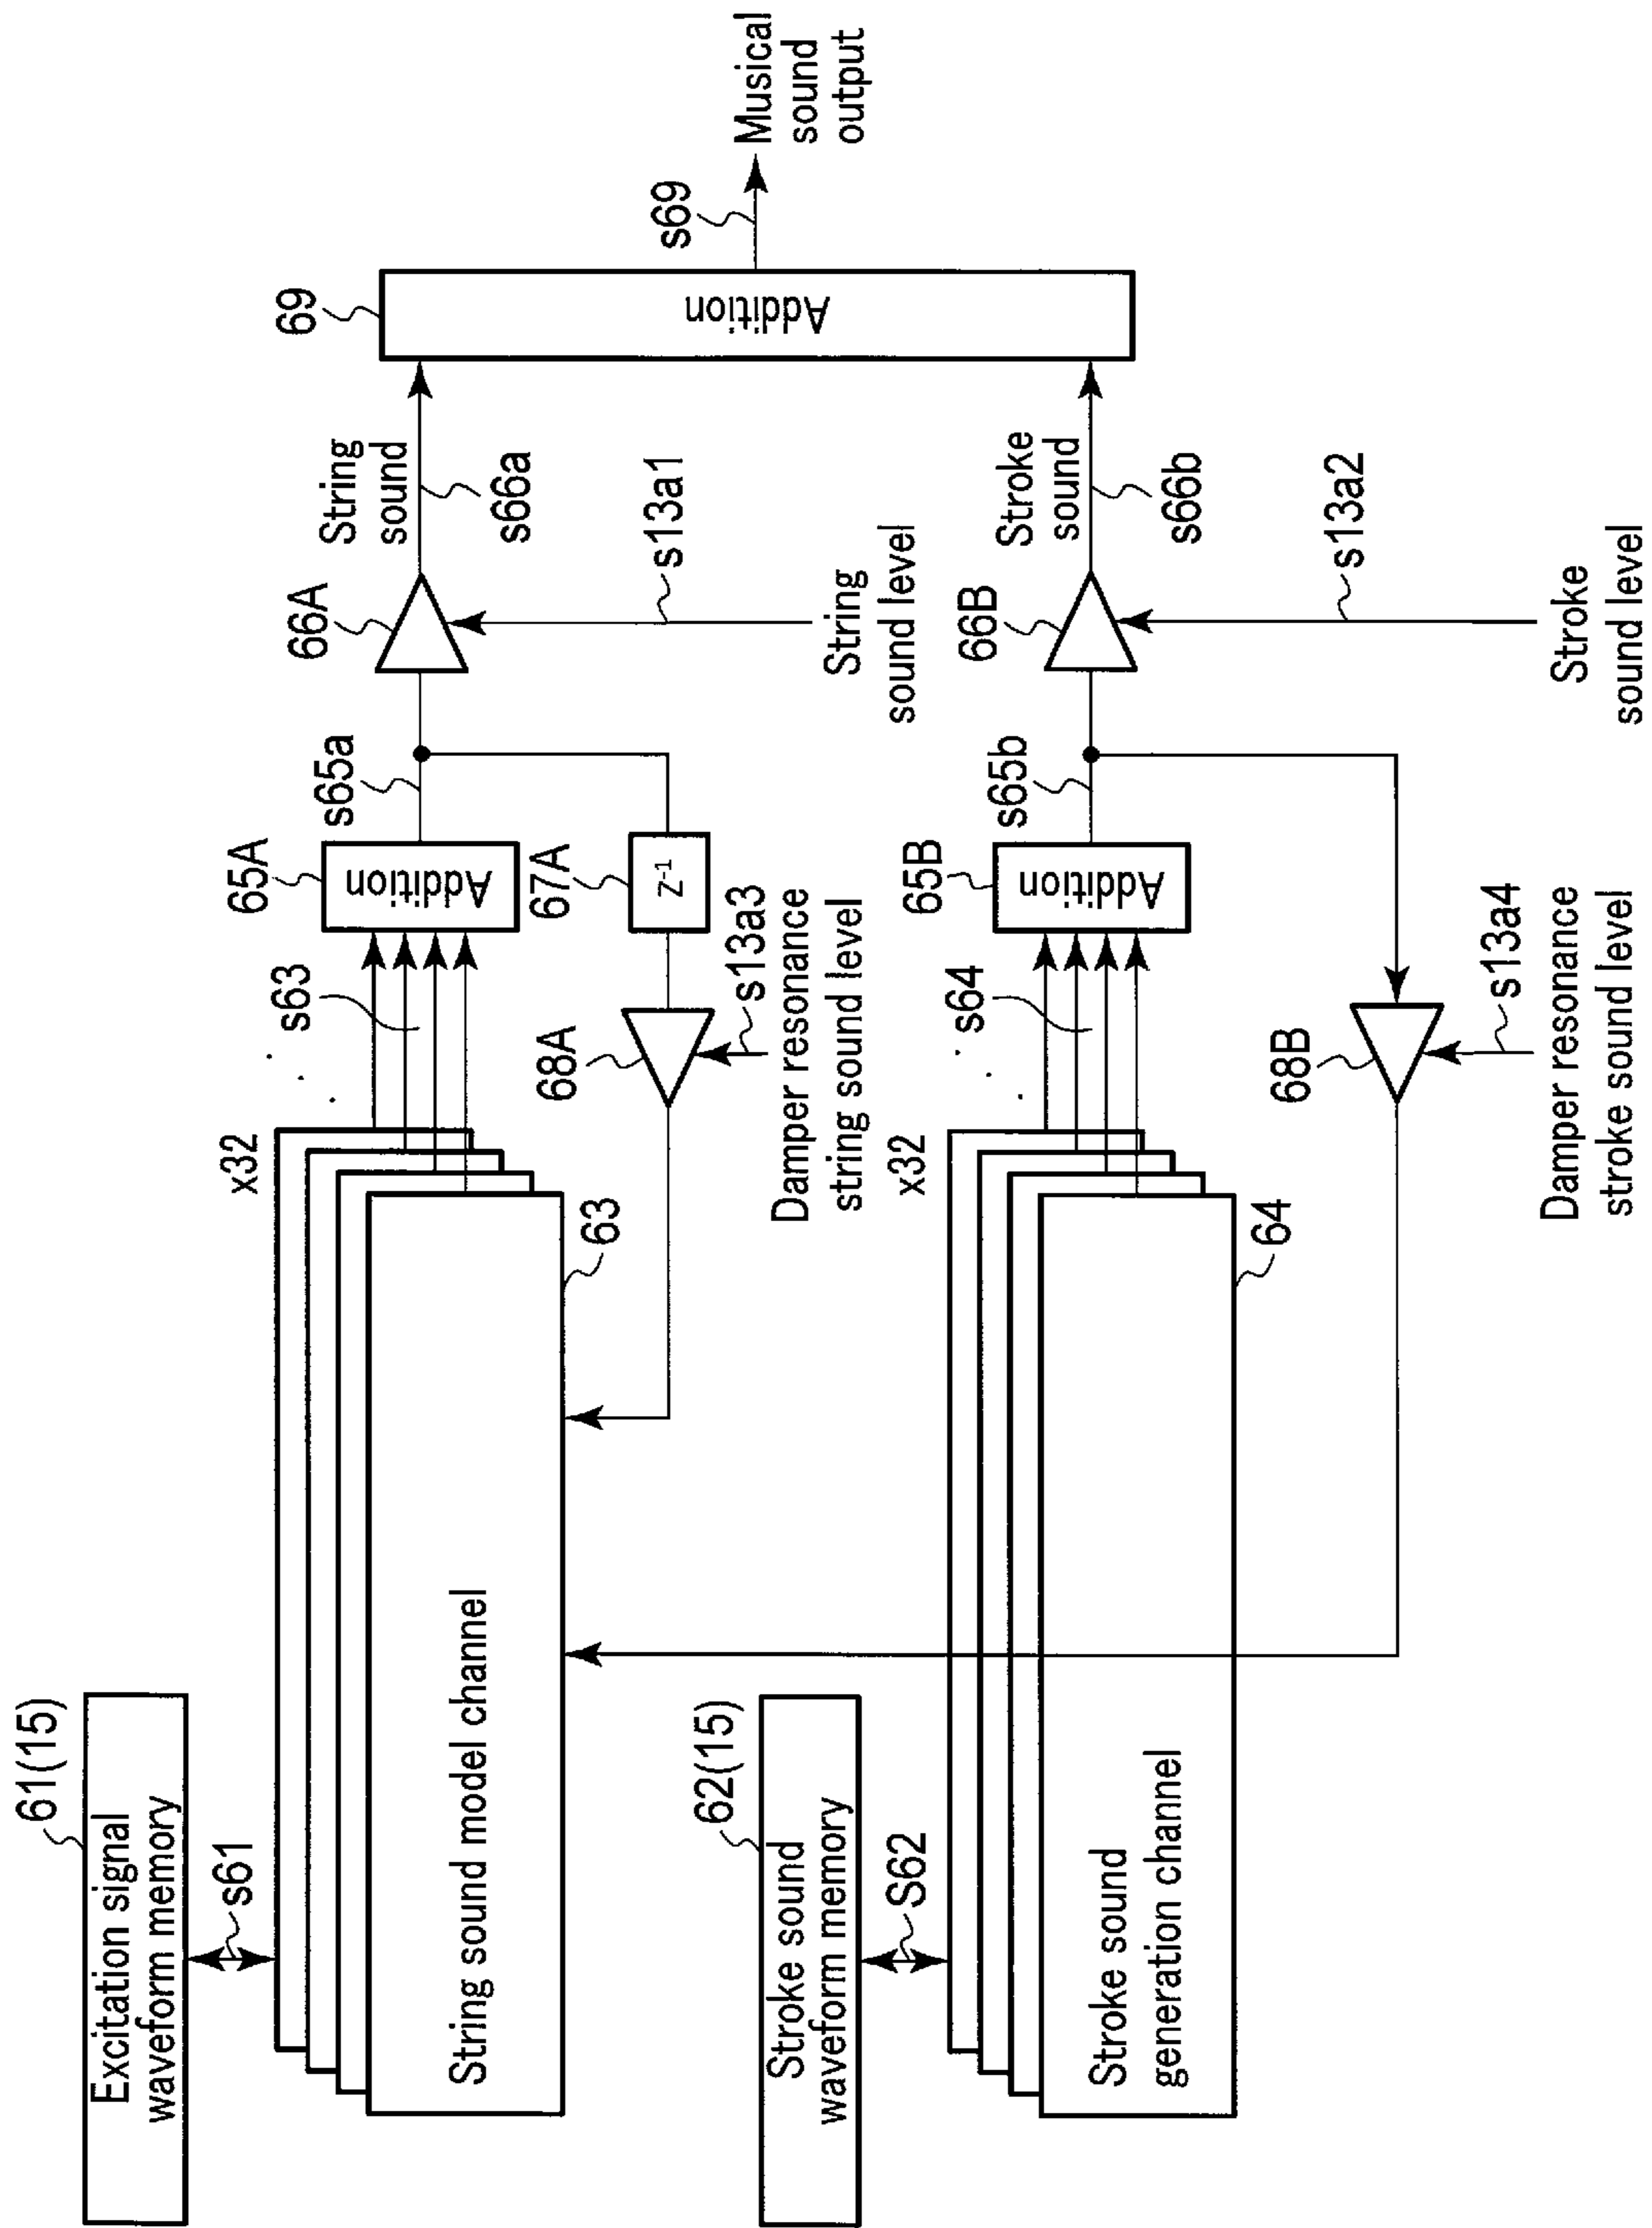 61(15)
Excitation signal
waveform memory
s61
x32
String sound model channel
63
s63
65A
Addition
s65a
67A
Z-1
68A
s13a3
Damper resonance
string sound level
66A
String
sound
s66a
s13a1
String
sound level
69
Addition
s69
Musical
sound
output
62(15)
Stroke sound
waveform memory
S62
x32
Stroke sound
generation channel
64
s64
65B
Addition
s65b
68B
s13a4
Damper resonance
stroke sound level
66B
Stroke
sound
s66b
s13a2
Stroke
sound level